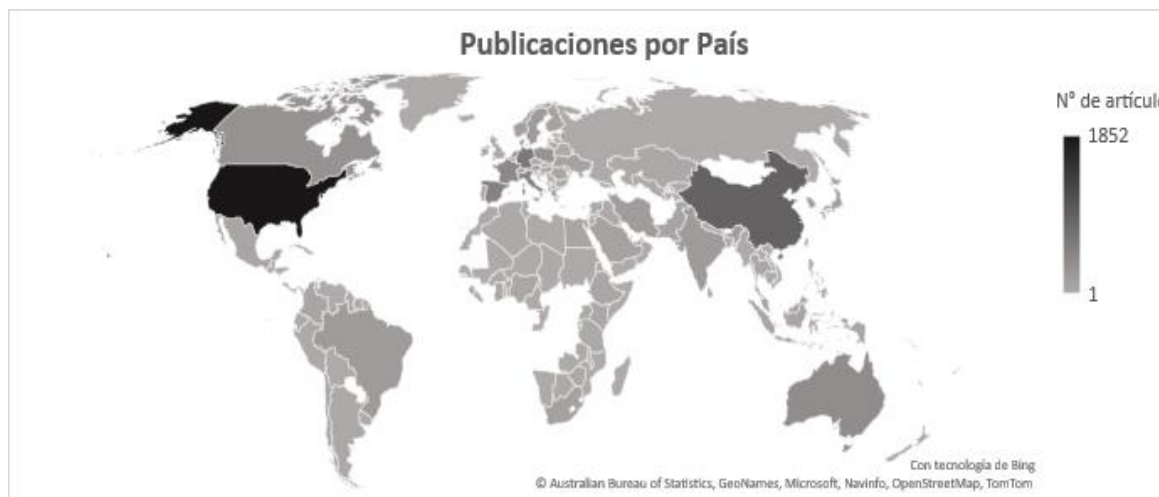 Publicaciones por País
N° de artícul
1852
1
Con tecnología de Bing
© Australian Bureau of Statistics, GeoNames, Microsoft, Navinfo, OpenStreetMap, TomTom